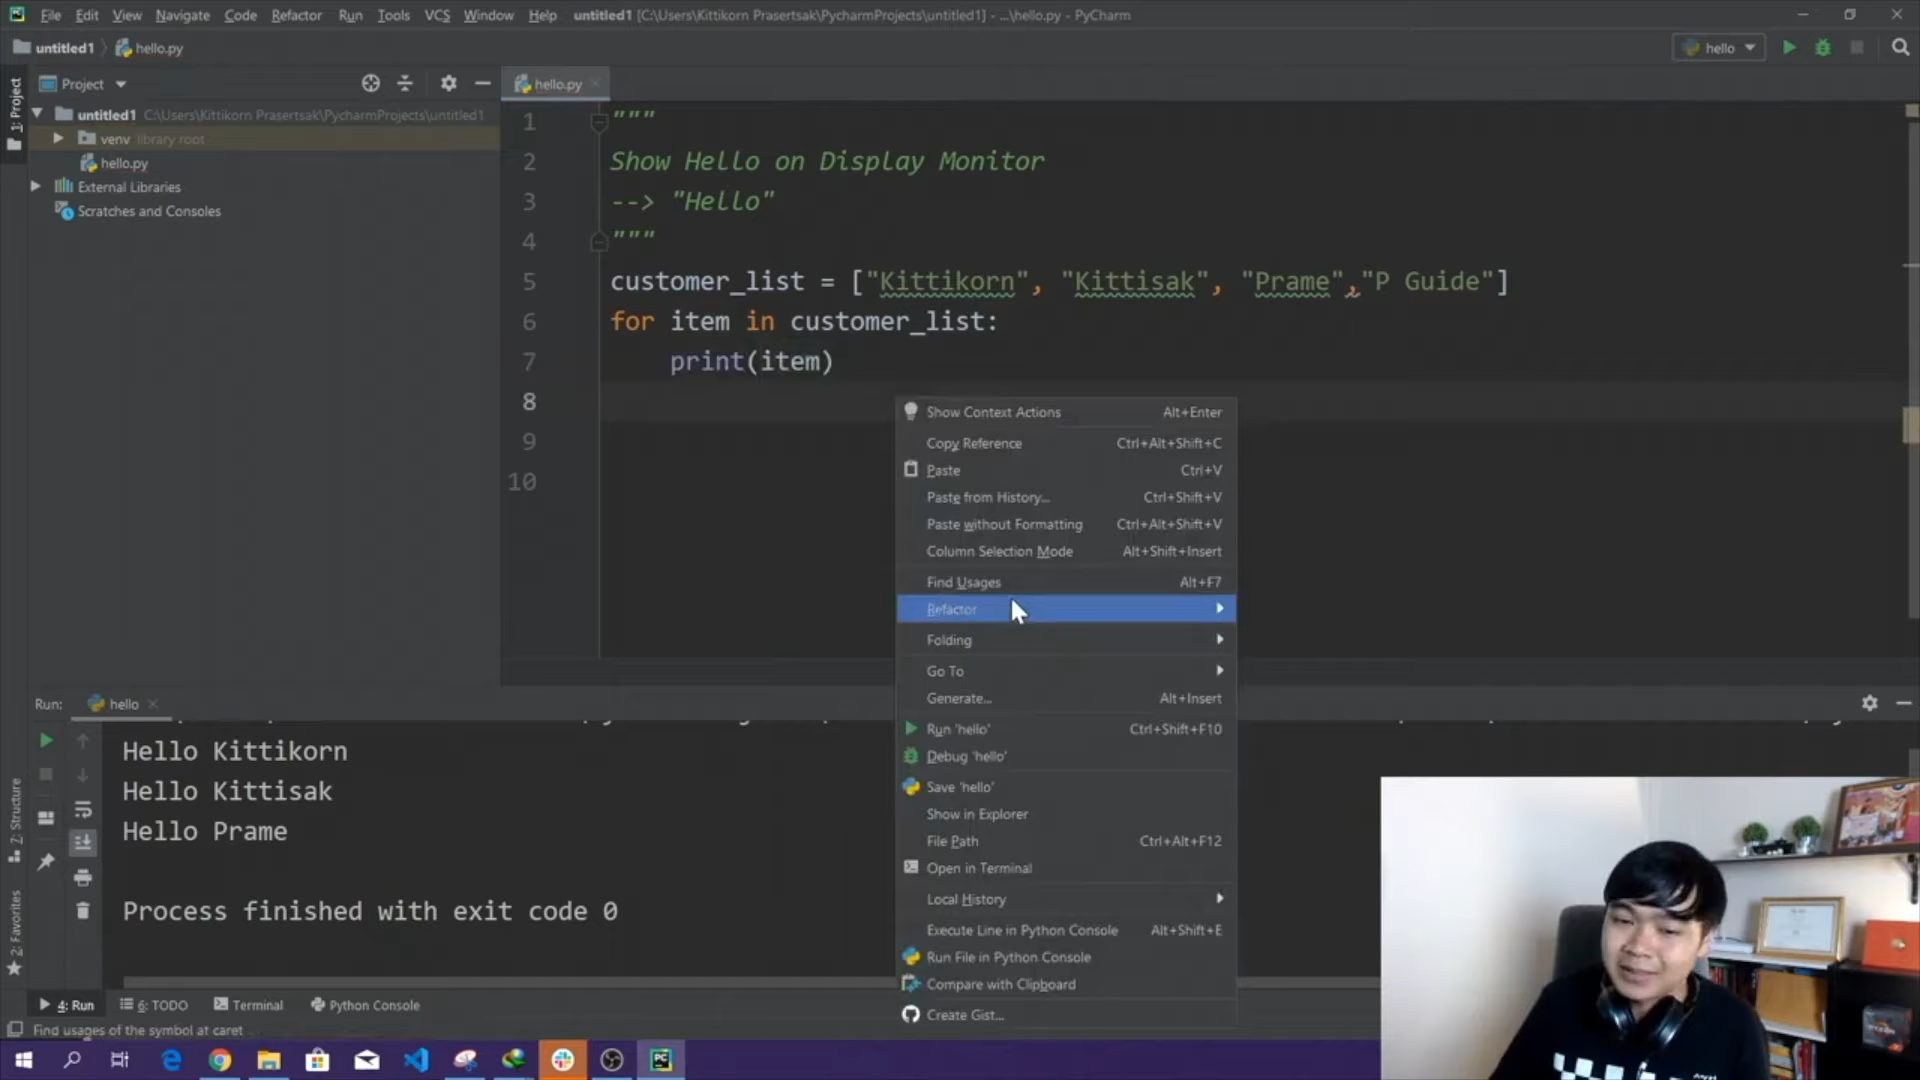 File Edit View Navigate Code Refactor Run Tools VCS Window Help untitled1 [C:\Users\Kittikorn Prasertsak\PycharmProjects\untitled1] - ...\hello.py - PyCharm
untitled1 hello.py
hello
1: Project
Project
hello.py
untitled1 C:\Users\Kittikorn Prasertsak\PycharmProjects\untitled1
venv library root
hello.py
External Libraries
Scratches and Consoles
1 """
2 Show Hello on Display Monitor
3 --> "Hello"
4 """
5 customer_list = ["Kittikorn", "Kittisak", "Prame","P Guide"]
6 for item in customer_list:
7 print(item)
8
9
10
Show Context Actions Alt+Enter
Copy Reference Ctrl+Alt+Shift+C
Paste Ctrl+V
Paste from History... Ctrl+Shift+V
Paste without Formatting Ctrl+Alt+Shift+V
Column Selection Mode Alt+Shift+Insert
Find Usages Alt+F7
Refactor
Folding
Go To
Generate... Alt+Insert
Run 'hello' Ctrl+Shift+F10
Debug 'hello'
Save 'hello'
Show in Explorer
File Path Ctrl+Alt+F12
Open in Terminal
Local History
Execute Line in Python Console Alt+Shift+E
Run File in Python Console
Compare with Clipboard
Create Gist...
Run: hello
Hello Kittikorn
Hello Kittisak
Hello Prame
Process finished with exit code 0
7: Structure
2: Favorites
4: Run 6: TODO Terminal Python Console
Find usages of the symbol at caret
PC